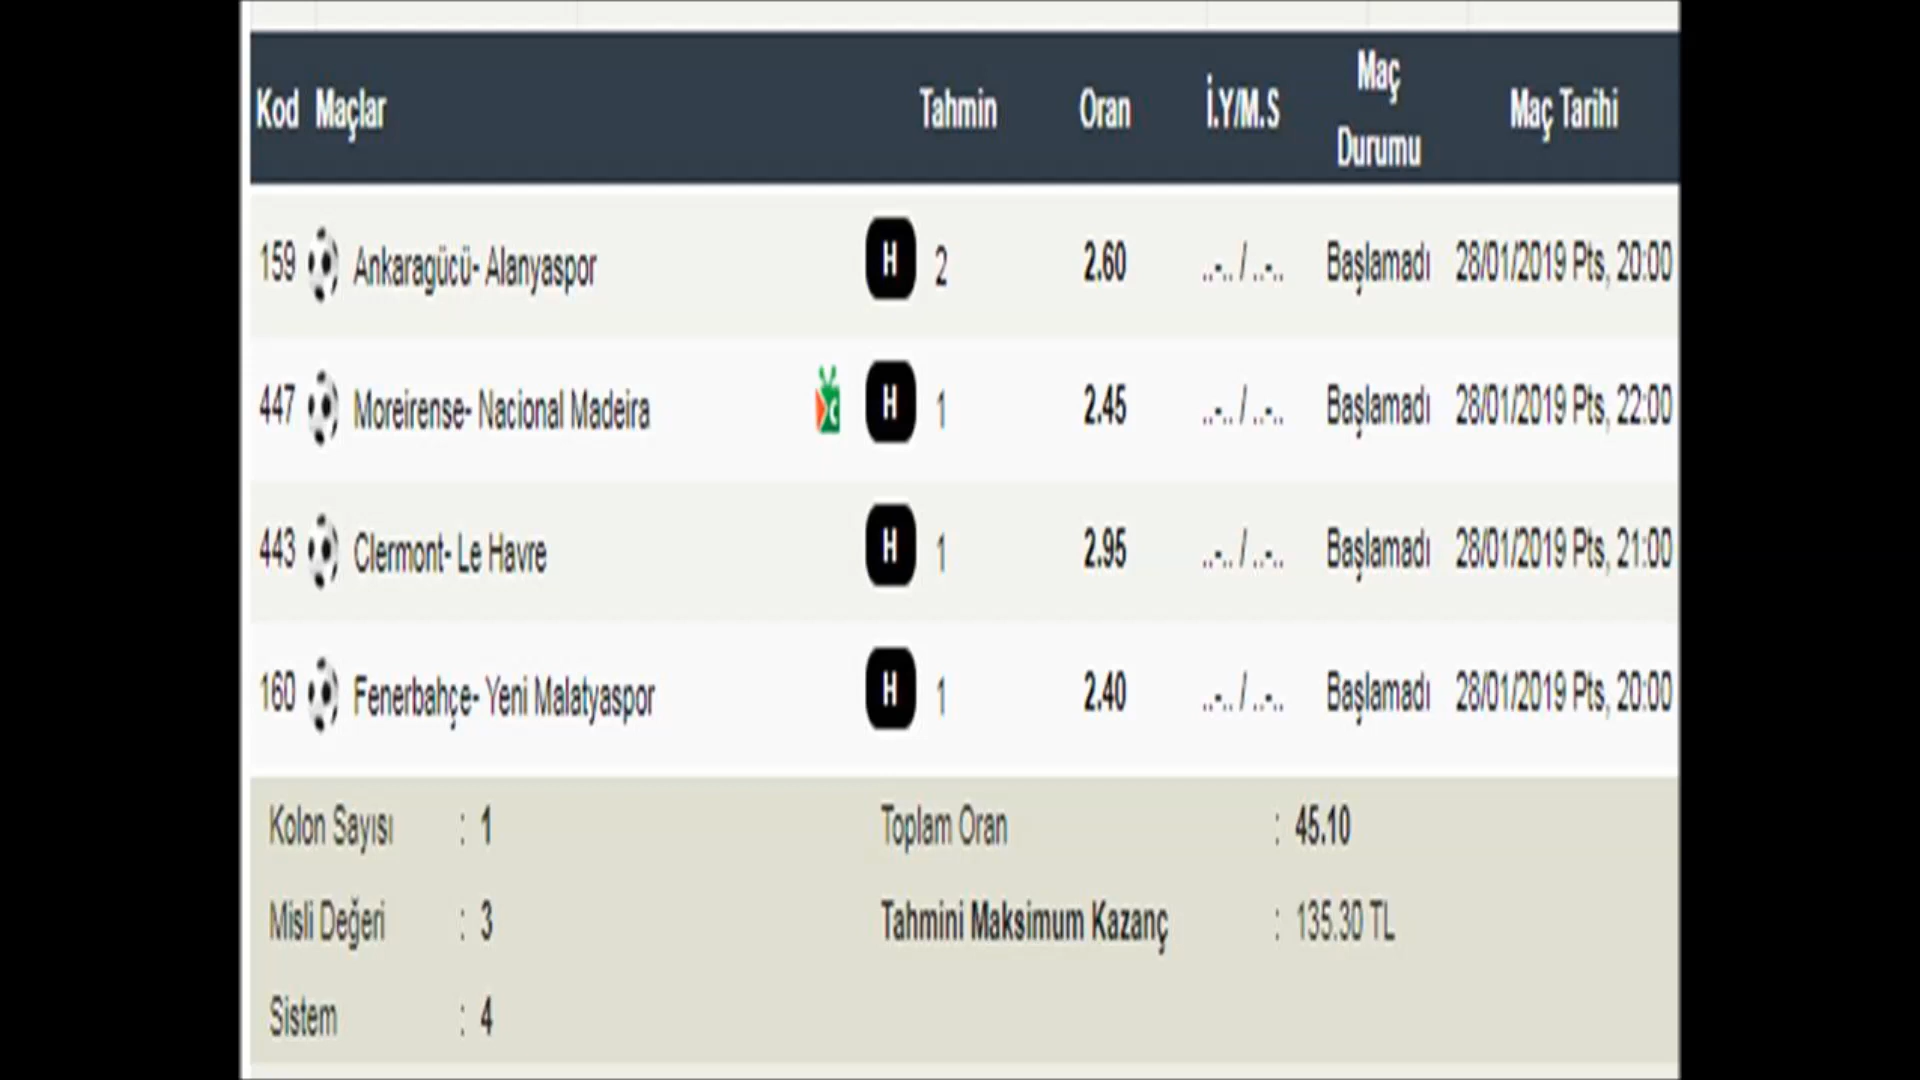 Kod Maçlar Tahmin Oran İ.Y/M.S Maç Durumu Maç Tarihi
159 Ankaragücü- Alanyaspor H 2 2.60 ..-.. / ..-.. Başlamadı 28/01/2019 Pts, 20:00
447 Moreirense- Nacional Madeira H 1 2.45 ..-.. / ..-.. Başlamadı 28/01/2019 Pts, 22:00
443 Clermont- Le Havre H 1 2.95 ..-.. / ..-.. Başlamadı 28/01/2019 Pts, 21:00
160 Fenerbahçe- Yeni Malatyaspor H 1 2.40 ..-.. / ..-.. Başlamadı 28/01/2019 Pts, 20:00
Kolon Sayısı : 1 Toplam Oran : 45.10
Misli Değeri : 3 Tahmini Maksimum Kazanç : 135.30 TL
Sistem : 4